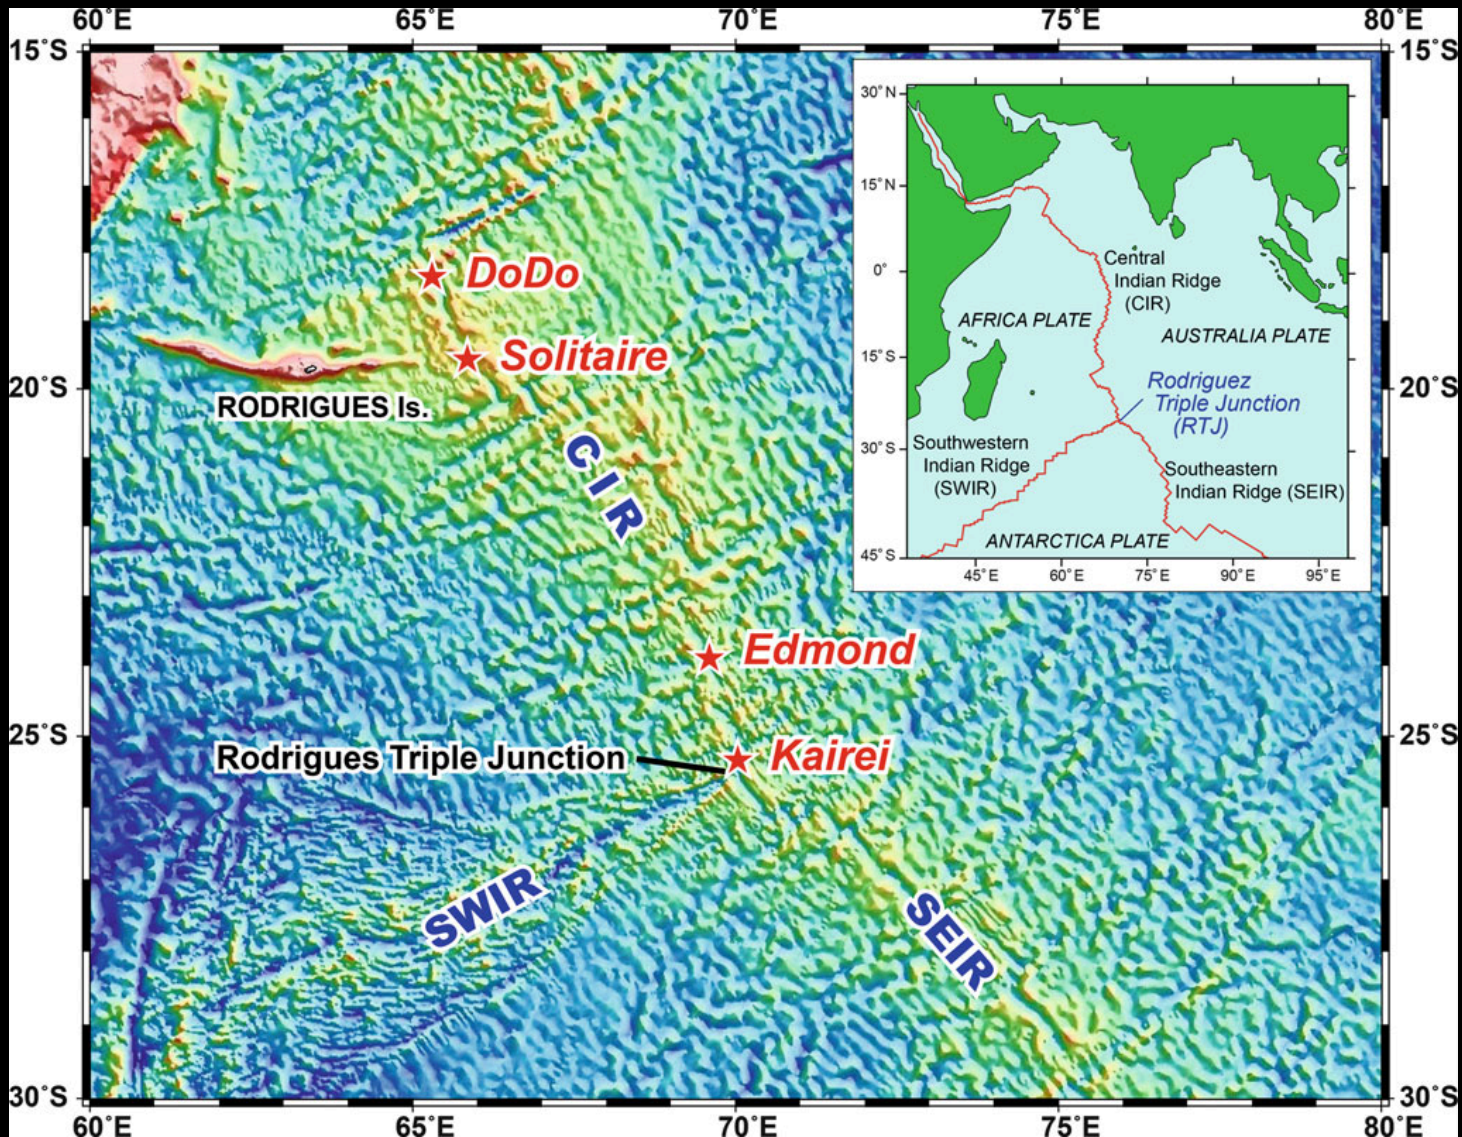 60°E 65°E 70°E 75°E 80°E
15°S 15°S
30°N
15°N
0°
15°S
30°S
45°S
45°E 60°E 75°E 90°E 95°E
Central
Indian Ridge
(CIR)
AFRICA PLATE
AUSTRALIA PLATE
Rodriguez
Triple Junction
(RTJ)
Southwestern
Indian Ridge
(SWIR)
Southeastern
Indian Ridge (SEIR)
ANTARCTICA PLATE
DoDo
Solitaire
20°S 20°S
RODRIGUES Is.
CIR
Edmond
25°S 25°S
Rodrigues Triple Junction
Kairei
SWIR
SEIR
30°S 30°S
60°E 65°E 70°E 75°E 80°E